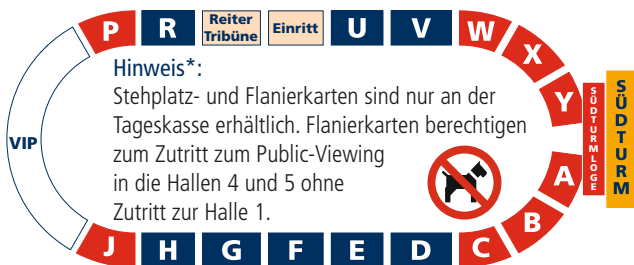 P
R
Reiter
Tribüne
Einritt
U
V
W
X
Y
SÜDTURMLOGE
SÜDTURM
VIP
Hinweis*:
Stehplatz- und Flanierkarten sind nur an der
Tageskasse erhältlich. Flanierkarten berechtigen
zum Zutritt zum Public-Viewing
in die Hallen 4 und 5 ohne
Zutritt zur Halle 1.
A
B
J
H
G
F
E
D
C